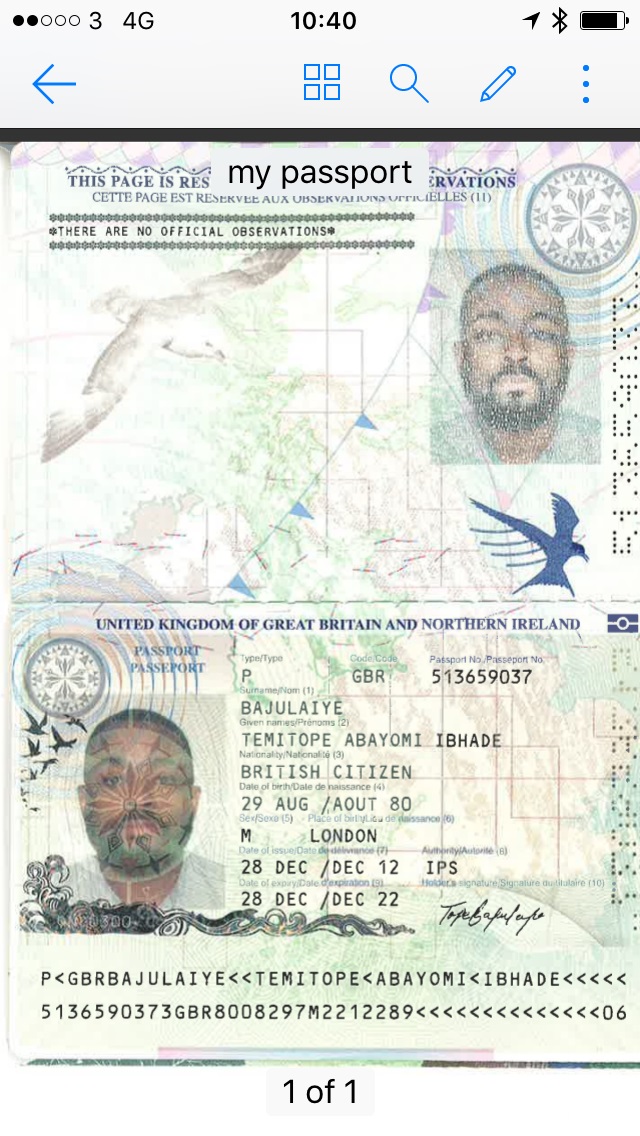 3 4G 10:40
my passport
THIS PAGE IS RES ERVATIONS
CETTE PAGE EST RESERVEE AUX OBSERVATIONS OFFICIELLES (11)
*THERE ARE NO OFFICIAL OBSERVATIONS*
UNITED KINGDOM OF GREAT BRITAIN AND NORTHERN IRELAND
PASSPORT
PASSEPORT
Type/Type Code/Code Passport No./Passeport No.
P GBR 513659037
Surname/Nom (1)
BAJULAIYE
Given names/Prénoms (2)
TEMITOPE ABAYOMI IBHADE
Nationality/Nationalité (3)
BRITISH CITIZEN
Date of birth/Date de naissance (4)
29 AUG /AOUT 80
Sex/Sexe (5) Place of birth/Lieu de naissance (6)
M LONDON
Date of issue/Date de délivrance (7) Authority/Autorité (8)
28 DEC /DEC 12 IPS
Date of expiry/Date d'expiration (9) Holder's signature/Signature du titulaire (10)
28 DEC /DEC 22
P<GBRBAJULAIYE<<TEMITOPE<ABAYOMI<IBHADE<<<<<
5136590373GBR8008297M2212289<<<<<<<<<<<<<<06
1 of 1